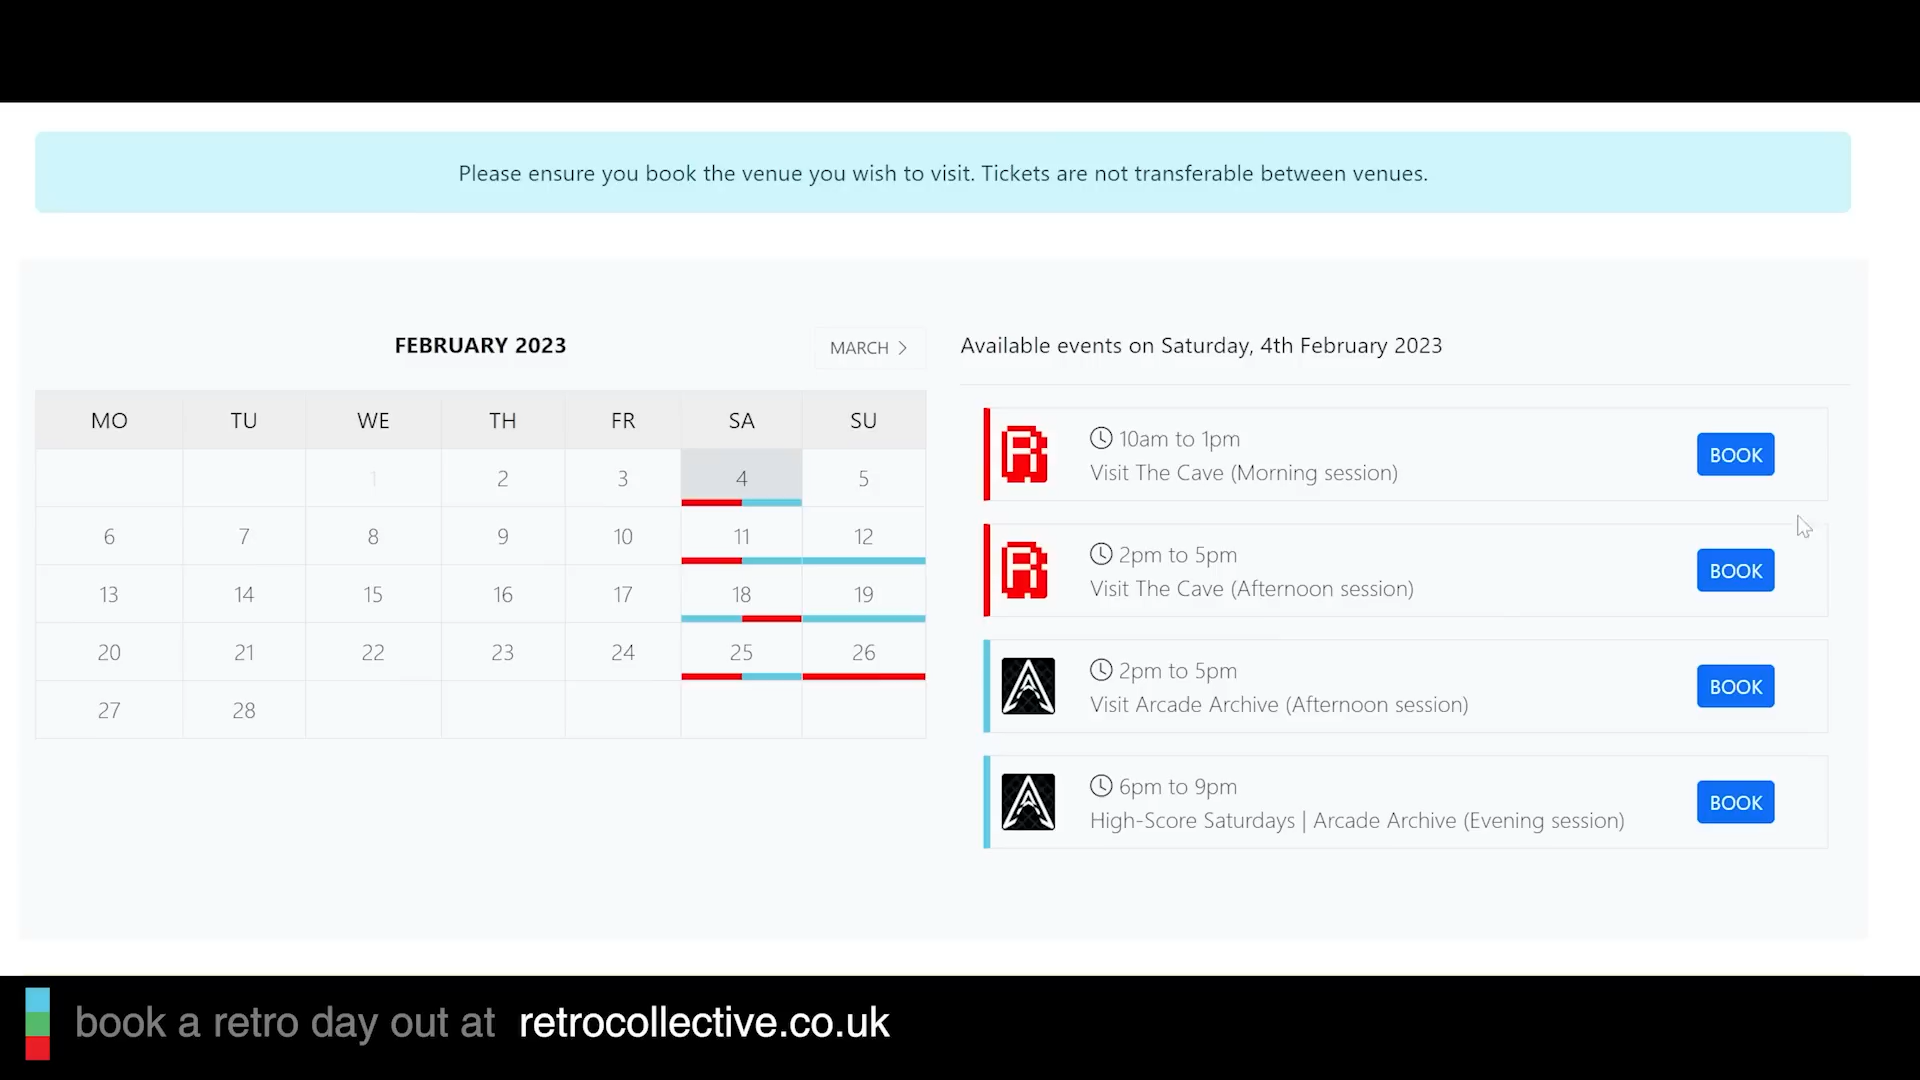 Please ensure you book the venue you wish to visit. Tickets are not transferable between venues.
FEBRUARY 2023
MARCH
MO TU WE TH FR SA SU
1 2 3 4 5
6 7 8 9 10 11 12
13 14 15 16 17 18 19
20 21 22 23 24 25 26
27 28
Available events on Saturday, 4th February 2023
10am to 1pm
Visit The Cave (Morning session)
BOOK
2pm to 5pm
Visit The Cave (Afternoon session)
BOOK
2pm to 5pm
Visit Arcade Archive (Afternoon session)
BOOK
6pm to 9pm
High-Score Saturdays | Arcade Archive (Evening session)
BOOK
book a retro day out at retrocollective.co.uk